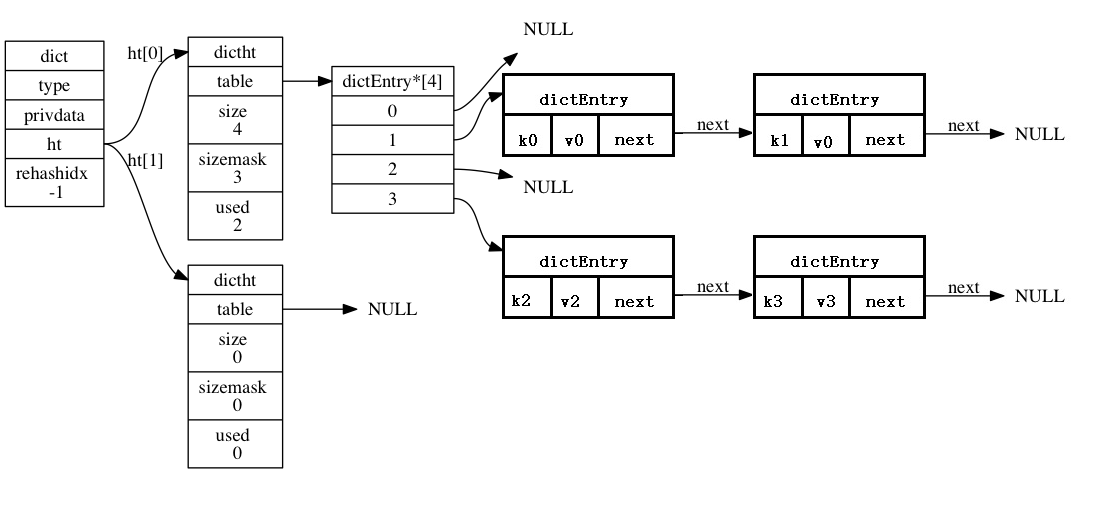 dict
type
privdata
ht
rehashidx
-1
ht[0]
ht[1]
dictht
table
size
4
sizemask
3
used
2
dictht
table
size
0
sizemask
0
used
0
NULL
dictEntry*[4]
0
1
2
3
NULL
dictEntry
k0 v0 next
next
dictEntry
k1 v0 next
next
NULL
NULL
dictEntry
k2 v2 next
next
dictEntry
k3 v3 next
next
NULL